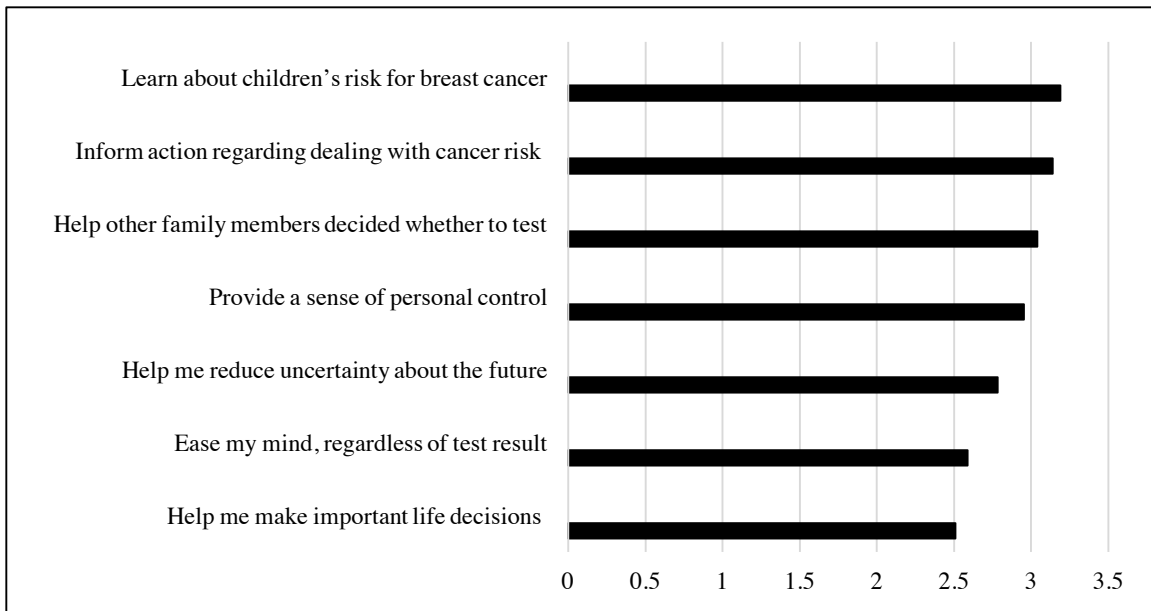 Learn about children’s risk for breast cancer
Inform action regarding dealing with cancer risk
Help other family members decided whether to test
Provide a sense of personal control
Help me reduce uncertainty about the future
Ease my mind, regardless of test result
Help me make important life decisions
0 0.5 1 1.5 2 2.5 3 3.5